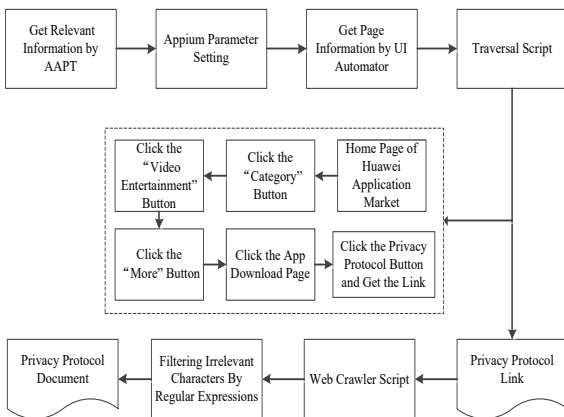 Get Relevant
Information by
AAPT
Appium Parameter
Setting
Get Page
Information by UI
Automator
Traversal Script
Click the
“Video
Entertainment”
Button
Click the
“Category”
Button
Home Page of
Huawei
Application
Market
Click the
“More” Button
Click the App
Download Page
Click the Privacy
Protocol Button
and Get the Link
Privacy Protocol
Document
Filtering Irrelevant
Characters By
Regular Expressions
Web Crawler Script
Privacy Protocol
Link